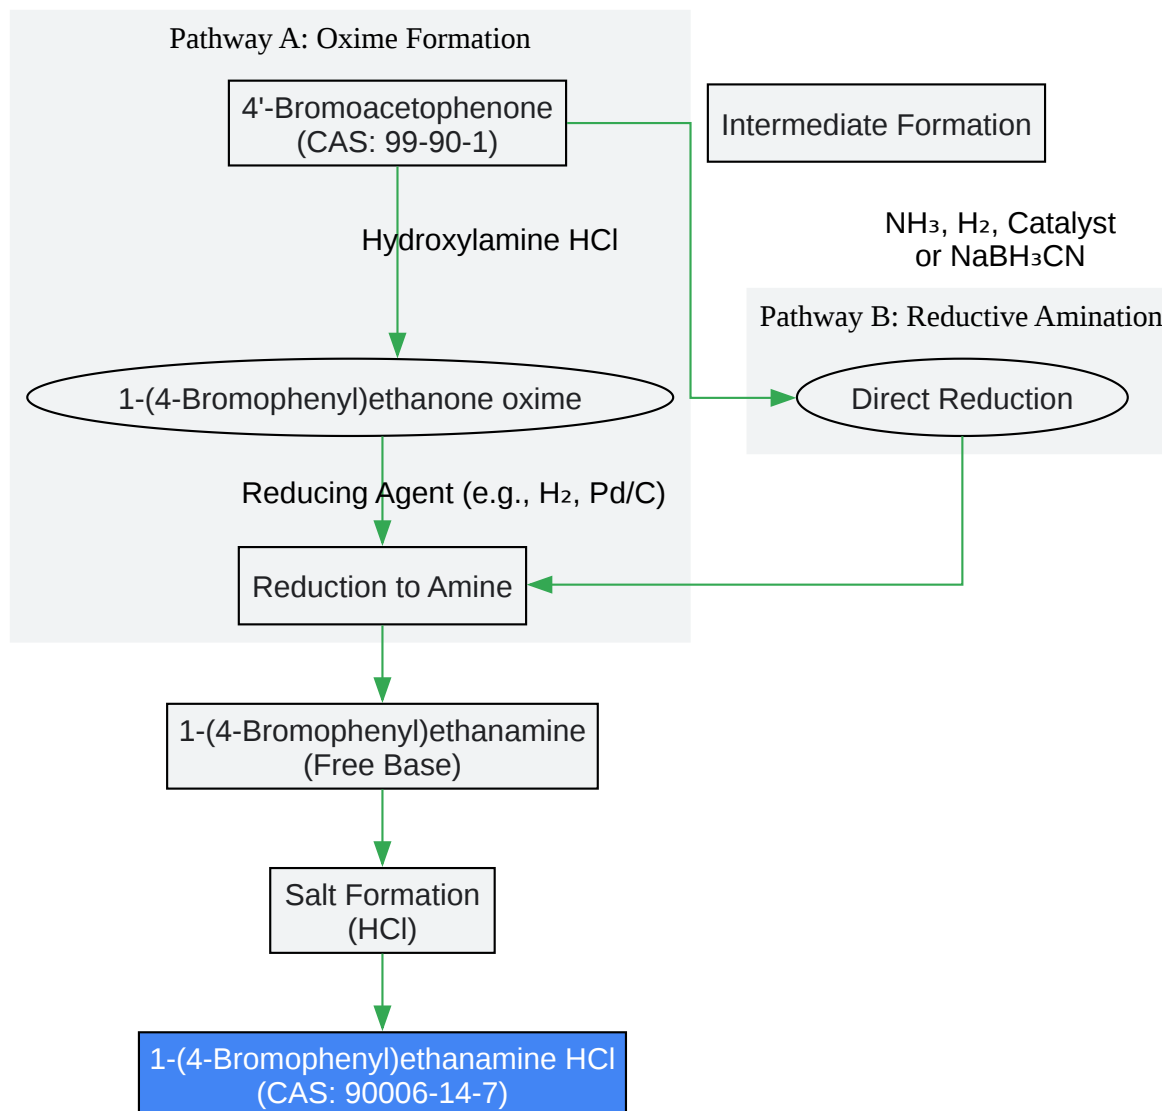 Pathway A: Oxime Formation
4'-Bromoacetophenone
(CAS: 99-90-1)
Intermediate Formation
Hydroxylamine HCl
NH₃, H₂, Catalyst
or NaBH₃CN
Pathway B: Reductive Amination
1-(4-Bromophenyl)ethanone oxime
Direct Reduction
Reducing Agent (e.g., H₂, Pd/C)
Reduction to Amine
1-(4-Bromophenyl)ethanamine
(Free Base)
Salt Formation
(HCl)
1-(4-Bromophenyl)ethanamine HCl
(CAS: 90006-14-7)